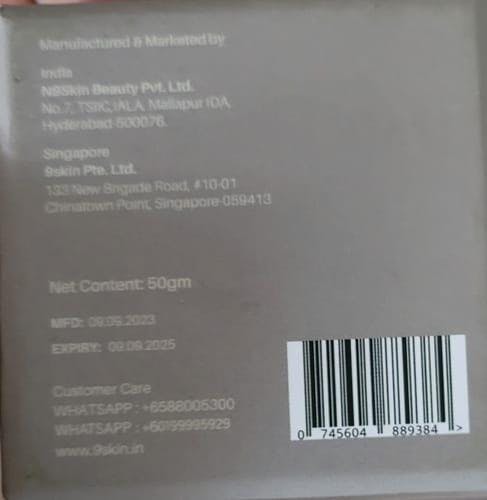 Manufactured & Marketed by
India
N9Skin Beauty Pvt. Ltd.
No.7, TSIIC, IALA, Mallapur IDA,
Hyderabad-500076.
Singapore
9skin Pte. Ltd.
133 New Brigade Road, #10-01
Chinatown Point, Singapore-059413
Net Content: 50gm
MFD: 09.09.2023
EXPIRY: 09.09.2025
Customer Care
WHATSAPP : +6588005300
WHATSAPP : +60199995929
www.9skin.in
0 745604 889384 >